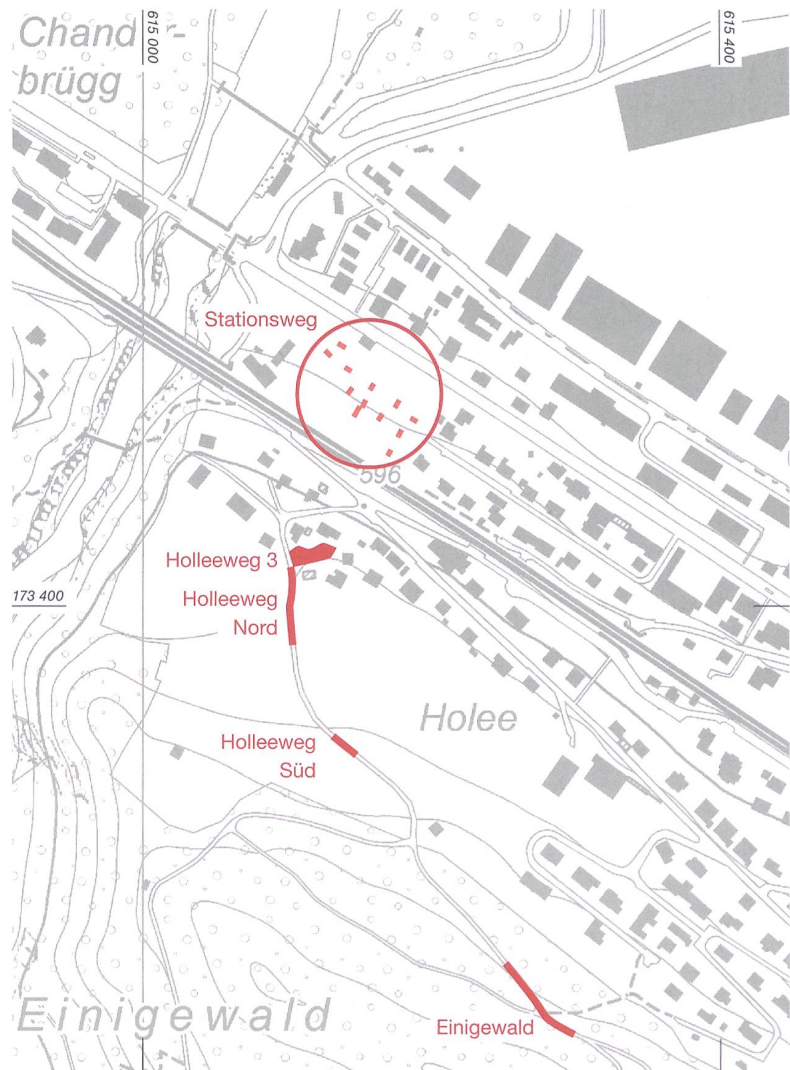 Chand -
brügg
615 000
615 400
Stationsweg
596
Holleeweg 3
173 400
Holleeweg
Nord
Holee
Holleeweg
Süd
Einigewald
Einigewald